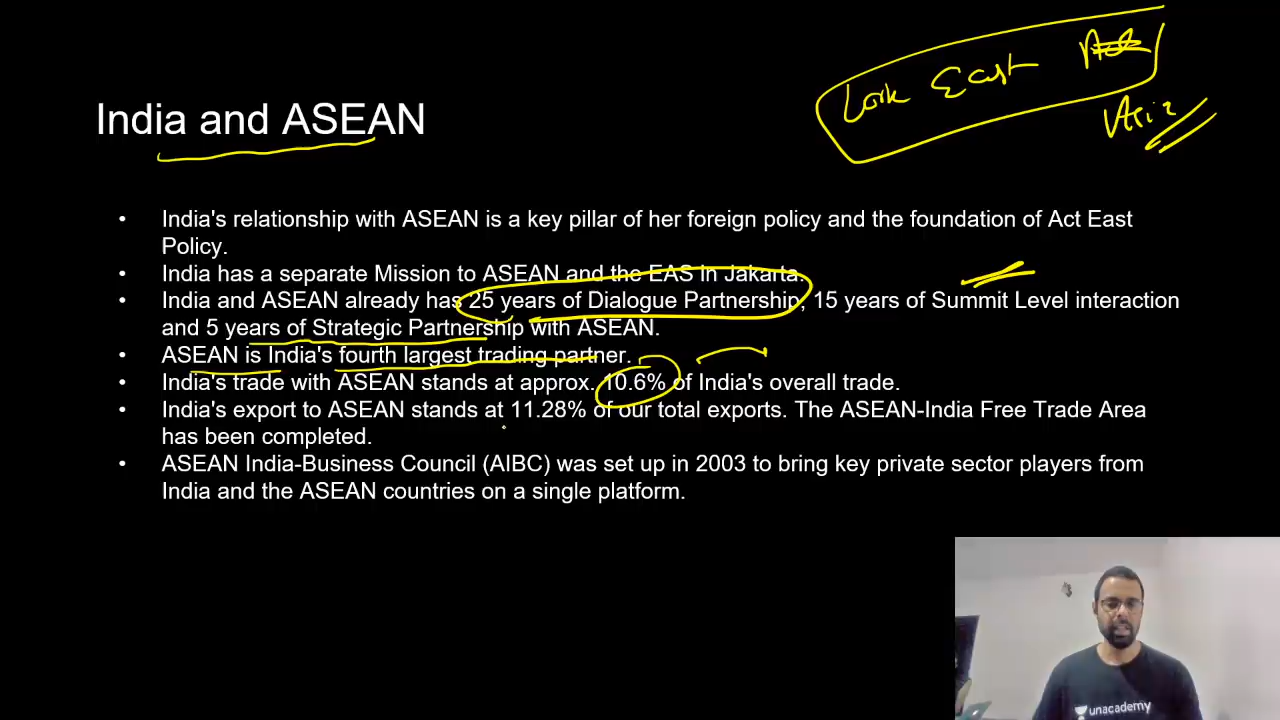 Look East
Asia
India and ASEAN
• India's relationship with ASEAN is a key pillar of her foreign policy and the foundation of Act East
Policy.
• India has a separate Mission to ASEAN and the EAS in Jakarta.
• India and ASEAN already has 25 years of Dialogue Partnership, 15 years of Summit Level interaction
and 5 years of Strategic Partnership with ASEAN.
• ASEAN is India's fourth largest trading partner.
• India's trade with ASEAN stands at approx. 10.6% of India's overall trade.
• India's export to ASEAN stands at 11.28% of our total exports. The ASEAN-India Free Trade Area
has been completed.
• ASEAN India-Business Council (AIBC) was set up in 2003 to bring key private sector players from
India and the ASEAN countries on a single platform.
unacademy